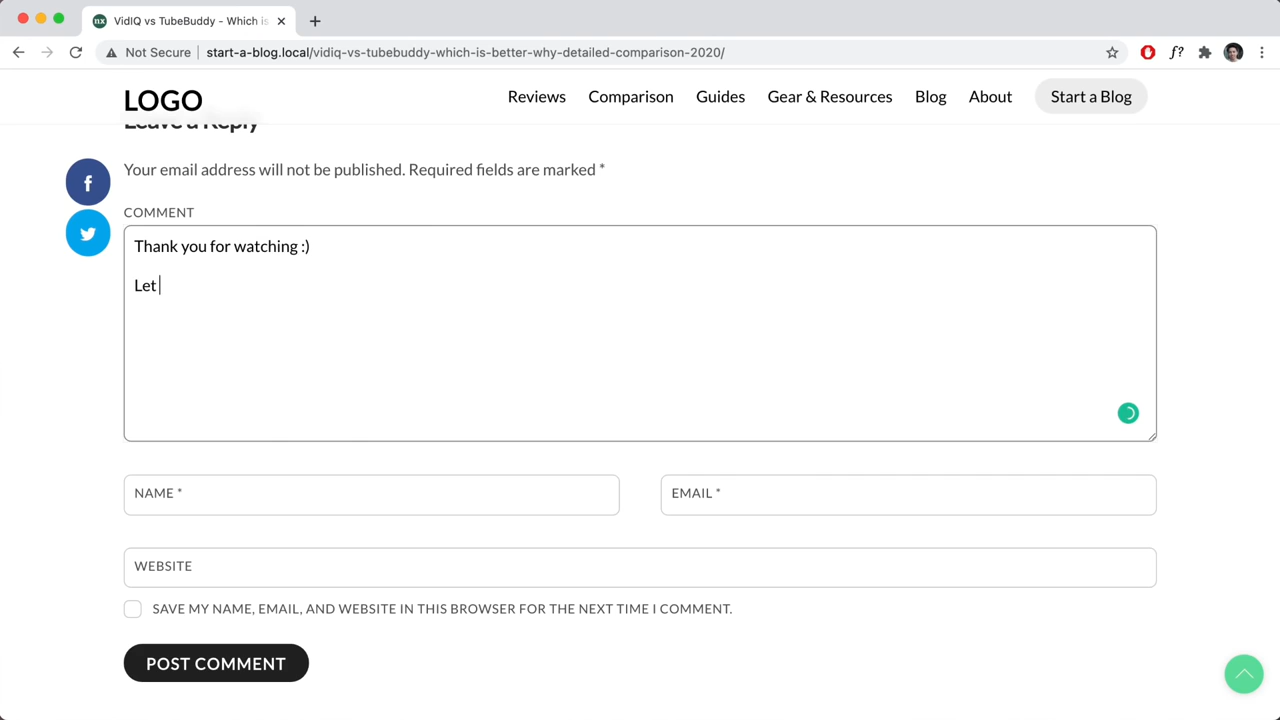 VidIQ vs TubeBuddy - Which is
Not Secure start-a-blog.local/vidiq-vs-tubebuddy-which-is-better-why-detailed-comparison-2020/
f?
LOGO Reviews Comparison Guides Gear & Resources Blog About Start a Blog
Leave a Reply
Your email address will not be published. Required fields are marked *
COMMENT
Thank you for watching :)
Let
NAME * EMAIL *
WEBSITE
SAVE MY NAME, EMAIL, AND WEBSITE IN THIS BROWSER FOR THE NEXT TIME I COMMENT.
POST COMMENT